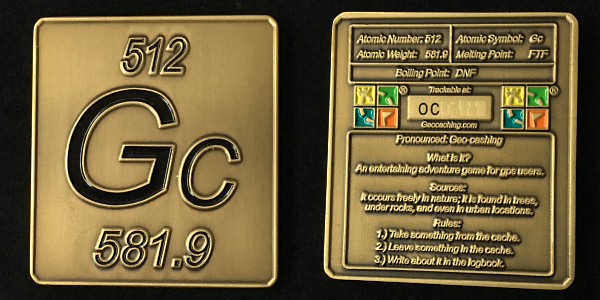 512
Gc
581.9
Atomic Number: 512 Atomic Symbol: Gc
Atomic Weight: 581.9 Melting Point: FTF
Boiling Point: DNF
Trackable at:
OC
Geocaching.com
Pronounced: Geo-cashing
What is it?
An entertaining adventure game for gps users.
Sources:
It occurs freely in nature; it is found in trees,
under rocks, and even in urban locations.
Rules:
1.) Take something from the cache.
2.) Leave something in the cache.
3.) Write about it in the logbook.